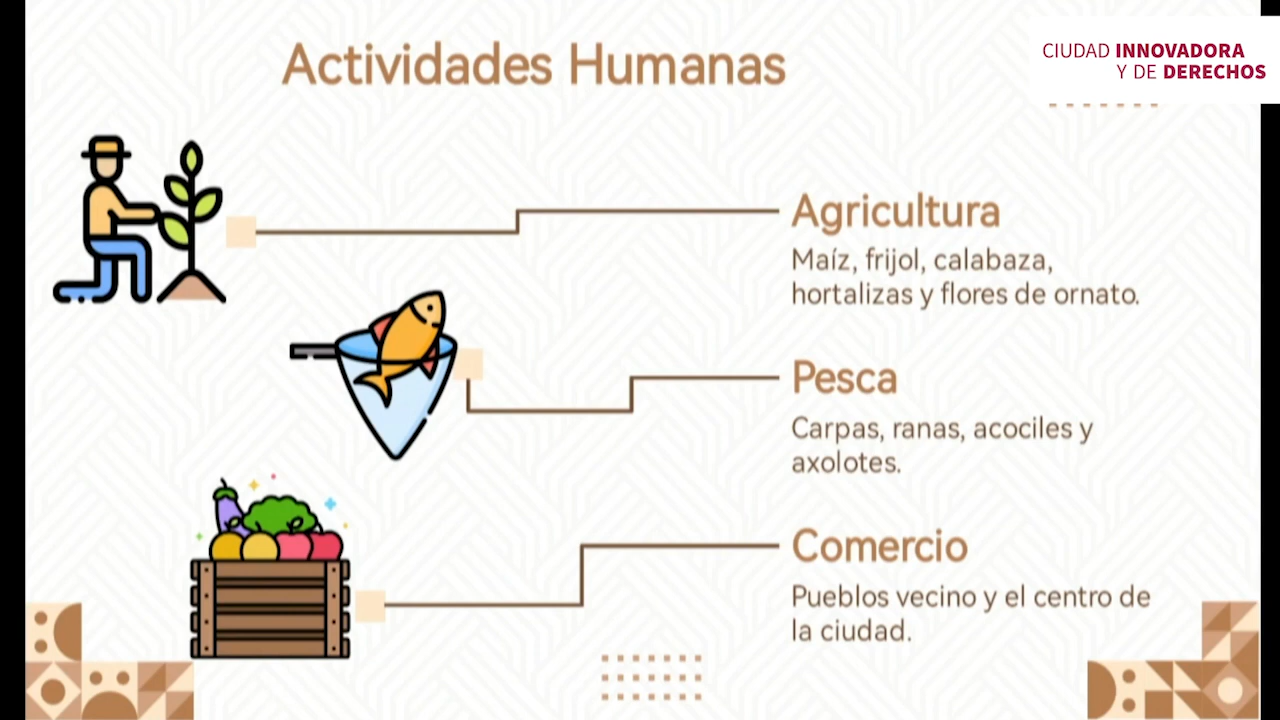 Actividades Humanas
CIUDAD INNOVADORA
Y DE DERECHOS
Agricultura
Maíz, frijol, calabaza,
hortalizas y flores de ornato.
Pesca
Carpas, ranas, acociles y
axolotes.
Comercio
Pueblos vecino y el centro de
la ciudad.